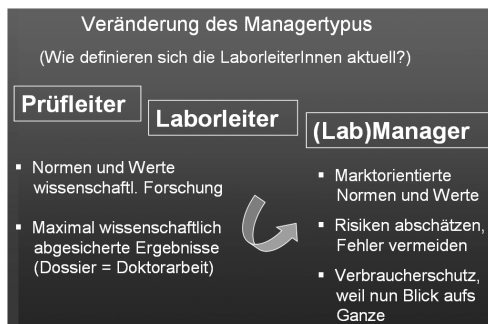 Veränderung des Managertypus
(Wie definieren sich die LaborleiterInnen aktuell?)
Prüfleiter
Laborleiter
(Lab)Manager
▪ Normen und Werte
wissenschaftl. Forschung
▪ Maximal wissenschaftlich
abgesicherte Ergebnisse
(Dossier = Doktorarbeit)
▪ Marktorientierte
Normen und Werte
▪ Risiken abschätzen,
Fehler vermeiden
▪ Verbraucherschutz,
weil nun Blick aufs
Ganze